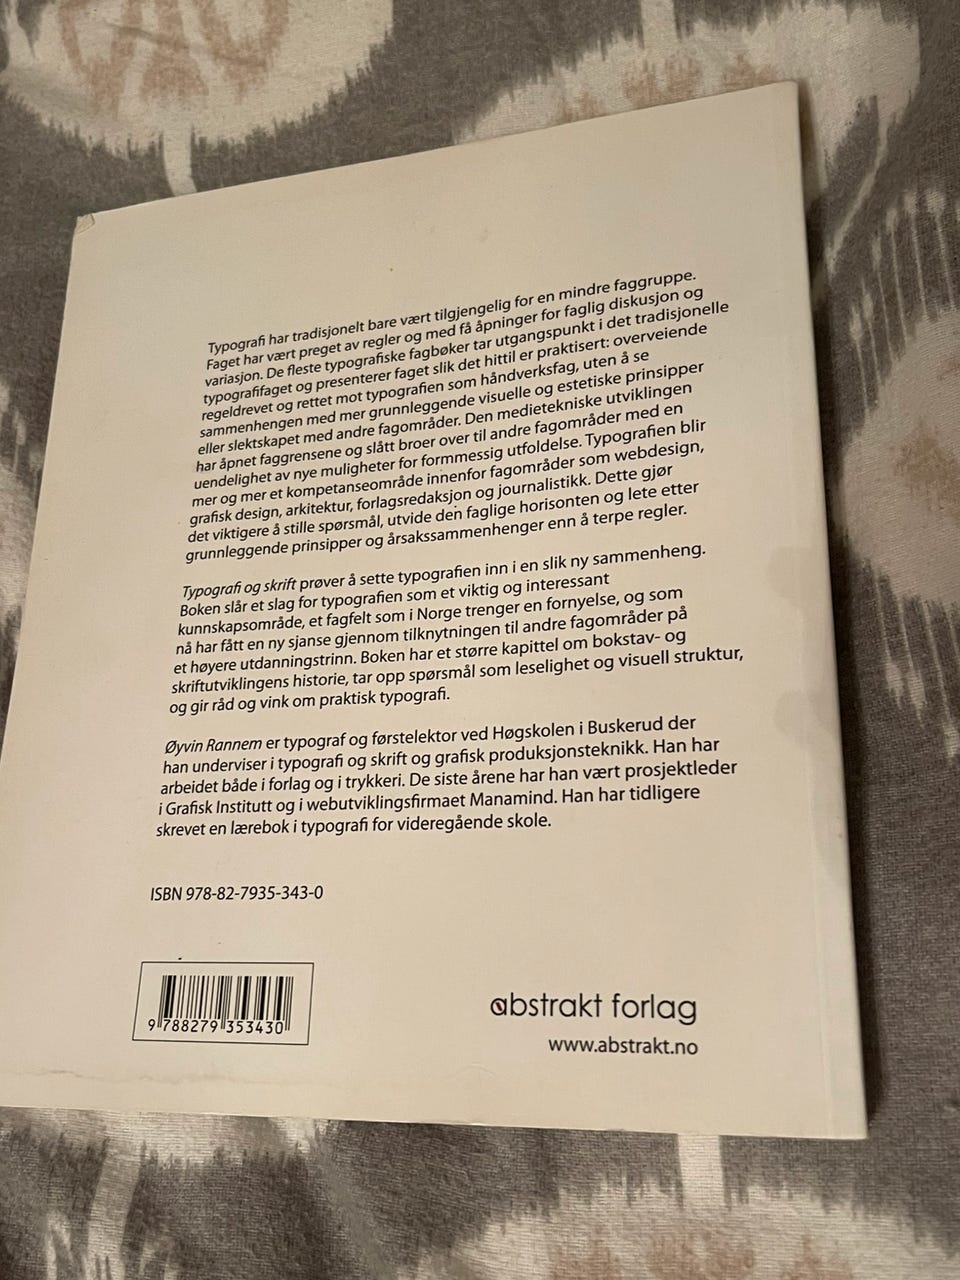 Typografi har tradisjonelt bare vært tilgjengelig for en mindre faggruppe.
Faget har vært preget av regler og med få åpninger for faglig diskusjon og
variasjon. De fleste typografiske fagbøker tar utgangspunkt i det tradisjonelle
typografifaget og presenterer faget slik det hittil er praktisert: overveiende
regeldrevet og rettet mot typografien som håndverksfag, uten å se
sammenhengen med mer grunnleggende visuelle og estetiske prinsipper
eller slektskapet med andre fagområder. Den medietekniske utviklingen
har åpnet faggrensene og slått broer over til andre fagområder med en
uendelighet av nye muligheter for formmessig utfoldelse. Typografien blir
mer og mer et kompetanseområde innenfor fagområder som webdesign,
grafisk design, arkitektur, forlagsredaksjon og journalistikk. Dette gjør
det viktigere å stille spørsmål, utvide den faglige horisonten og lete etter
grunnleggende prinsipper og årsakssammenhenger enn å terpe regler.
Typografi og skrift prøver å sette typografien inn i en slik ny sammenheng.
Boken slår et slag for typografien som et viktig og interessant
kunnskapsområde, et fagfelt som i Norge trenger en fornyelse, og som
nå har fått en ny sjanse gjennom tilknytningen til andre fagområder på
et høyere utdanningstrinn. Boken har et større kapittel om bokstav- og
skriftutviklingens historie, tar opp spørsmål som leselighet og visuell struktur,
og gir råd og vink om praktisk typografi.
Øyvin Rannem er typograf og førstelektor ved Høgskolen i Buskerud der
han underviser i typografi og skrift og grafisk produksjonsteknikk. Han har
arbeidet både i forlag og i trykkeri. De siste årene har han vært prosjektleder
i Grafisk Institutt og i webutviklingsfirmaet Manamind. Han har tidligere
skrevet en lærebok i typografi for videregående skole.
ISBN 978-82-7935-343-0
9 788279 353430
abstrakt forlag
www.abstrakt.no